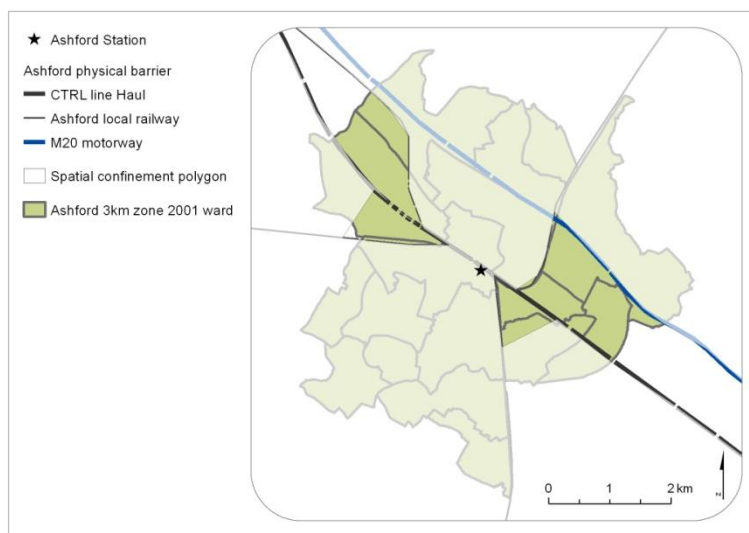 Ashford Station
Ashford physical barrier
CTRL line Haul
Ashford local railway
M20 motorway
Spatial confinement polygon
Ashford 3km zone 2001 ward
0 1 2 km
N